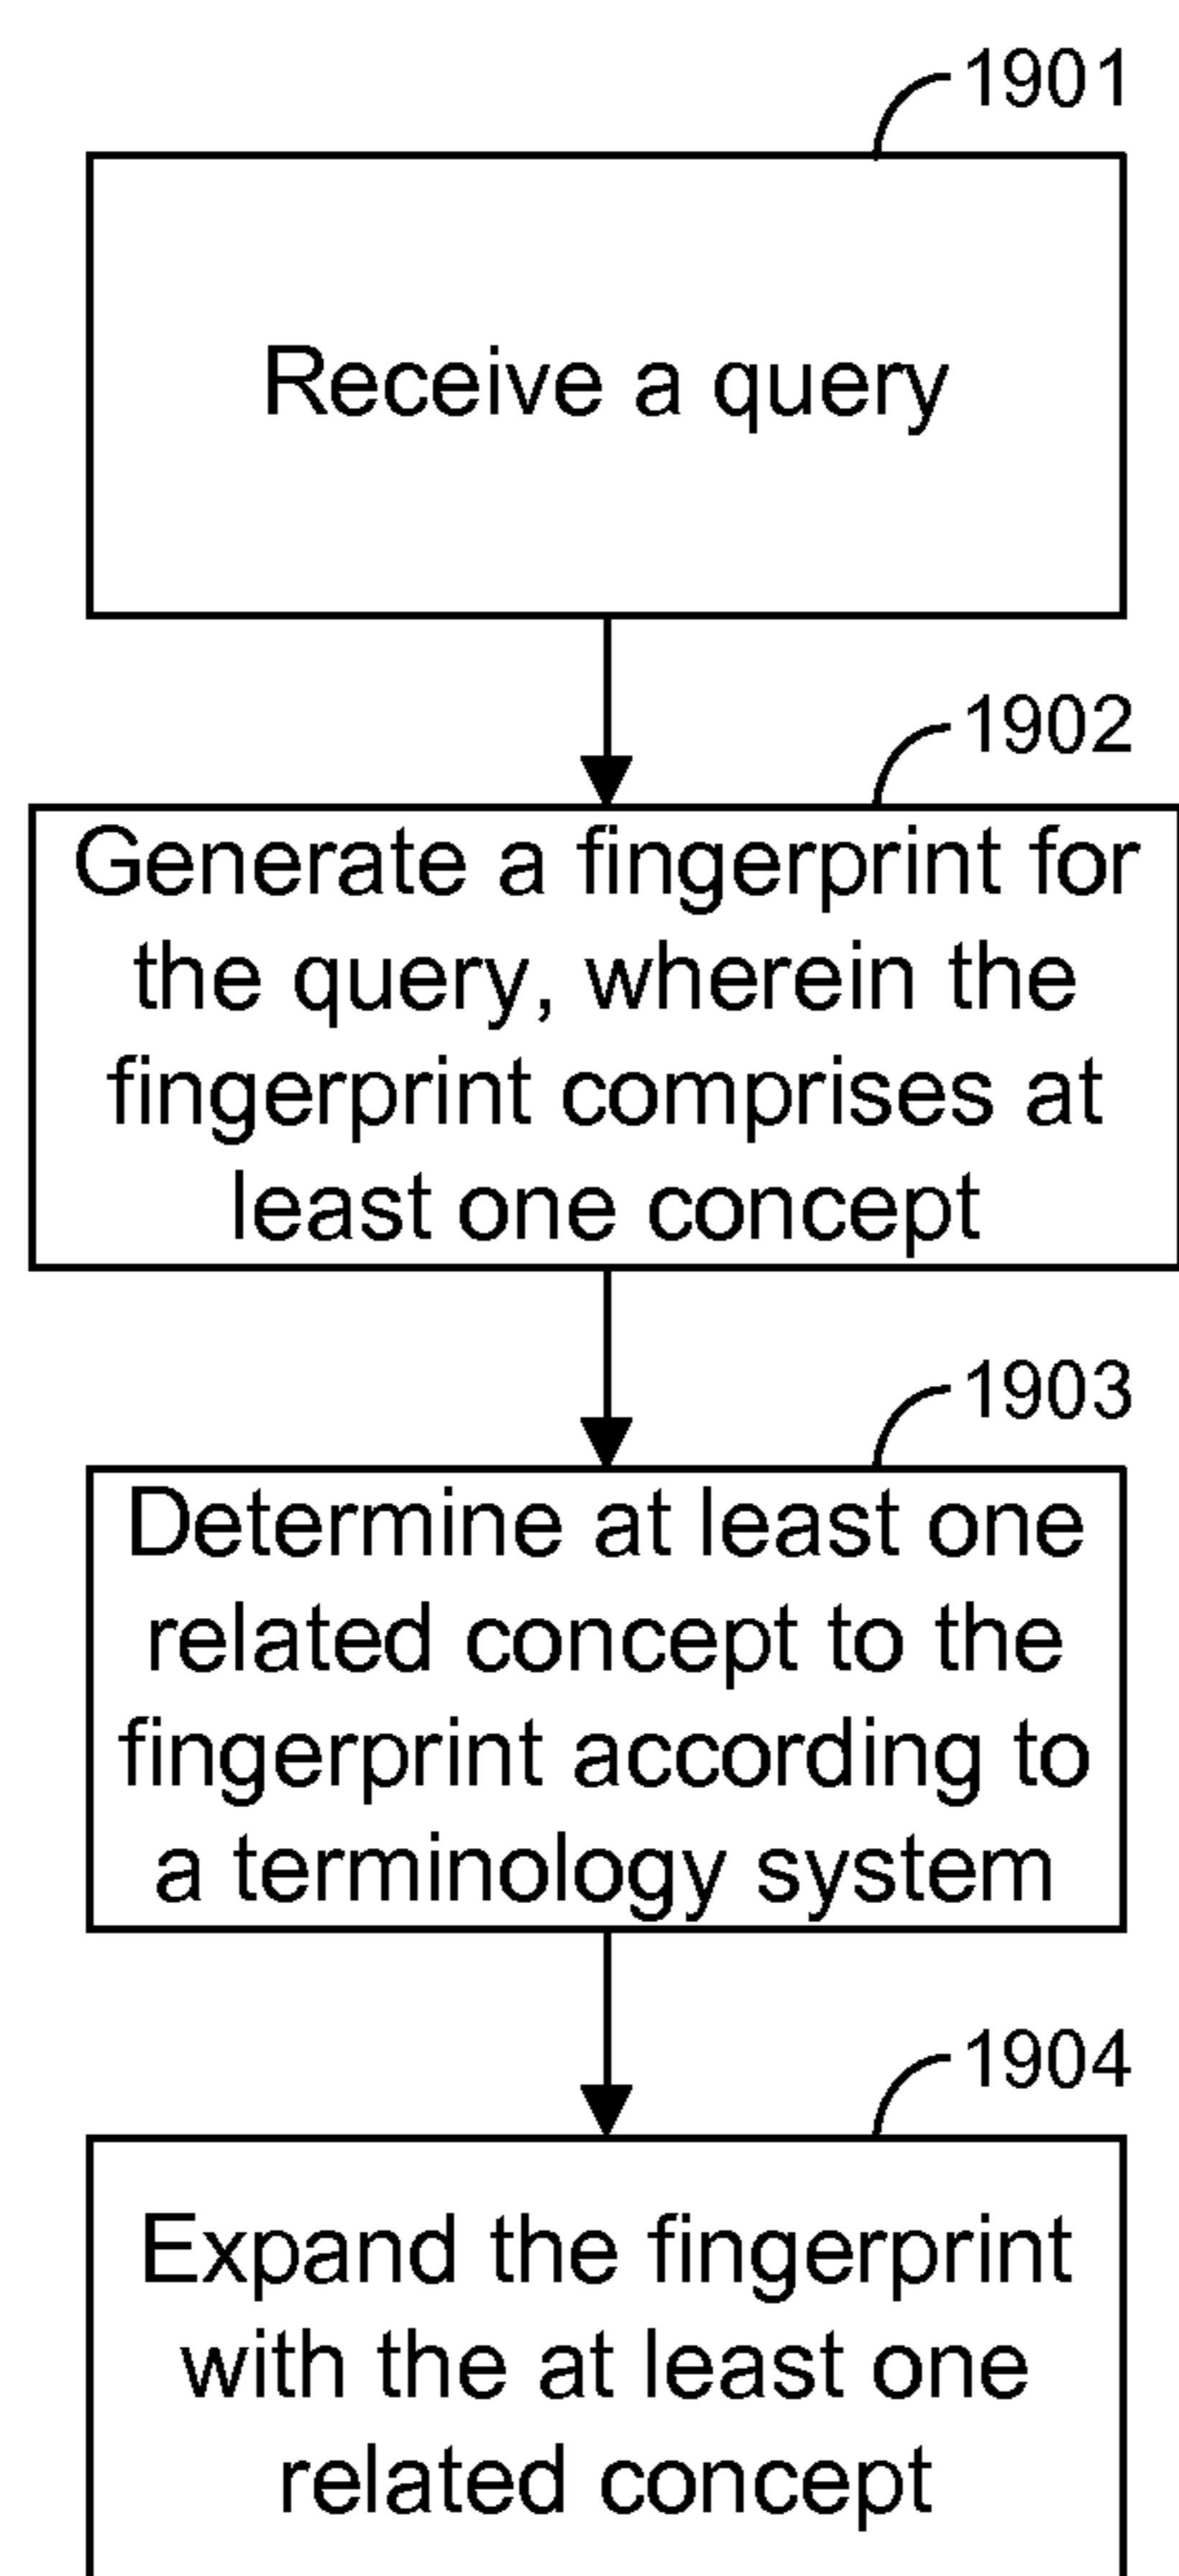 1901
Receive a query
1902
Generate a fingerprint for
the query, wherein the
fingerprint comprises at
least one concept
1903
Determine at least one
related concept to the
fingerprint according to
a terminology system
1904
Expand the fingerprint
with the at least one
related concept